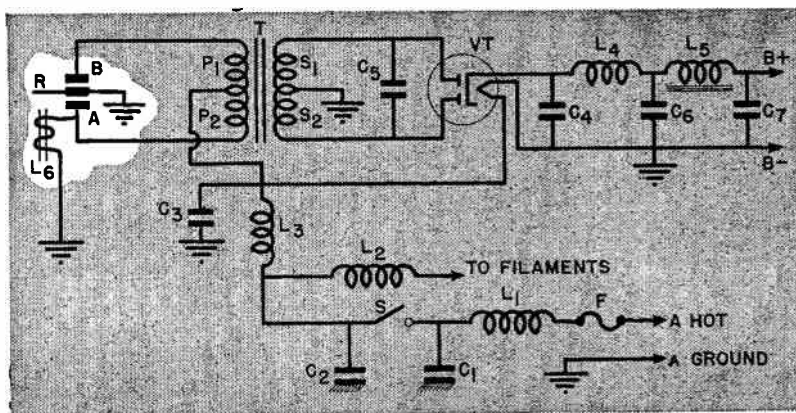 T
VT
L4
L5
B+
P1
S1
B
R
C5
A
P2
S2
C4
C6
C7
L6
B-
C3
L3
L2
TO FILAMENTS
S
L1
F
A HOT
C2
C1
A GROUND